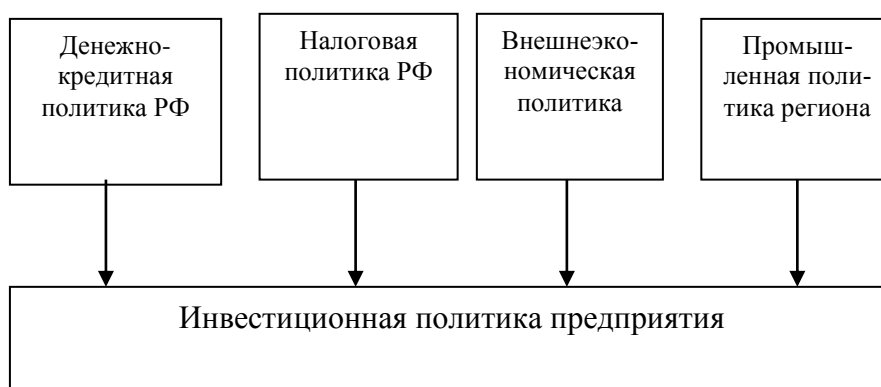 Денежно-
кредитная
политика РФ
Налоговая
политика РФ
Внешнеэко-
номическая
политика
Промыш-
ленная поли-
тика региона
Инвестиционная политика предприятия